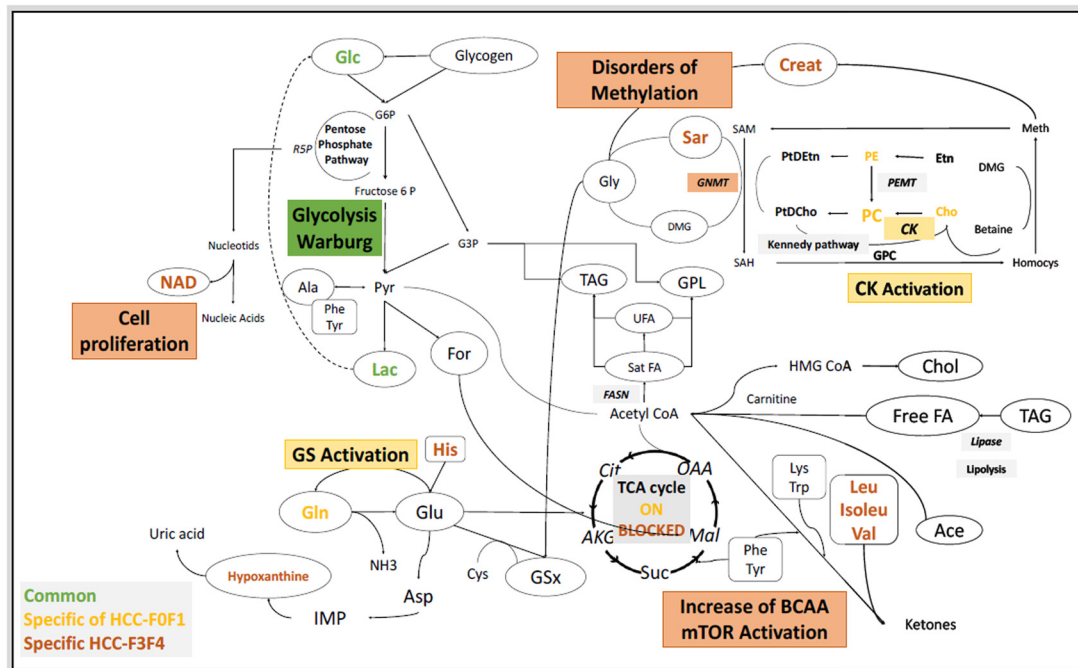 Glc
Glycogen
Disorders of
Methylation
Creat
G6P
R5P
Pentose
Phosphate
Pathway
Sar
SAM
Meth
PtDEtn
PE
Etn
DMG
GNMT
PEMT
Gly
Fructose 6 P
Glycolysis
Warburg
PtDCho
PC
Cho
CK
Betaine
DMG
Kennedy pathway
GPC
Nucleotids
G3P
SAH
Homocys
CK Activation
NAD
Ala
Pyr
TAG
GPL
Phe
Tyr
Nucleic Acids
Cell
proliferation
UFA
For
Lac
Sat FA
HMG CoA
Chol
FASN
Carnitine
Acetyl CoA
Free FA
TAG
Lipase
Lipolysis
GS Activation
His
Cit
OAA
Lys
Trp
TCA cycle
ON
BLOCKED
Leu
Isoleu
Val
Gln
Glu
AKG
Mal
Ace
Uric acid
NH3
Cys
GSx
Suc
Phe
Tyr
Hypoxanthine
Asp
IMP
Increase of BCAA
mTOR Activation
Ketones
Common
Specific of HCC-F0F1
Specific HCC-F3F4